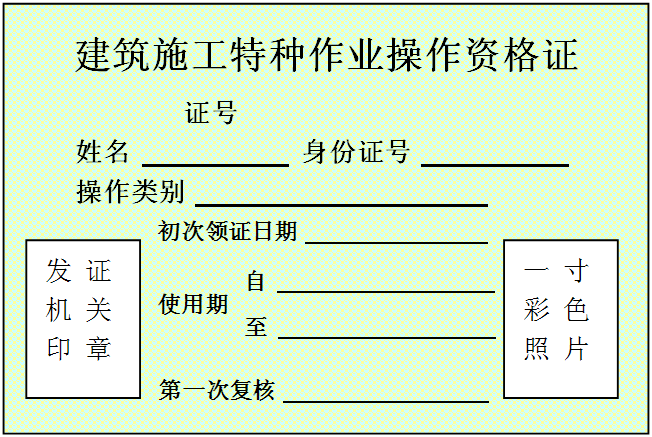 建筑施工特种作业操作资格证
证号
姓名 身份证号
操作类别
初次领证日期
发证
机关
印章
使用期
自
至
一寸
彩色
照片
第一次复核